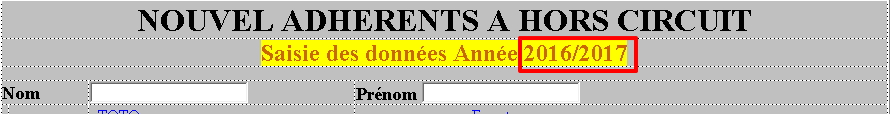 NOUVEL ADHERENTS A HORS CIRCUIT
Saisie des données Année 2016/2017
Nom Prénom